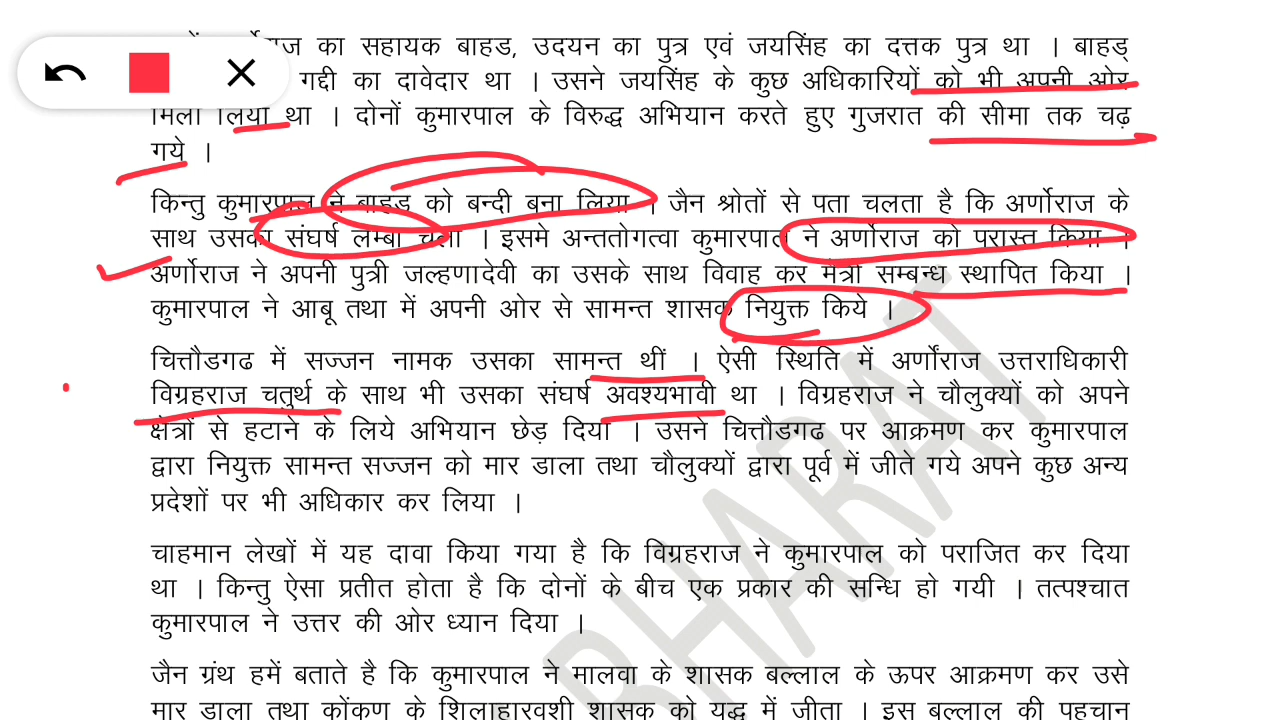 का सहायक बाहड, उदयन का पुत्र एवं जयसिंह का दत्तक पुत्र था । बाहड्
गद्दी का दावेदार था । उसने जयसिंह के कुछ अधिकारियों को भी अपनी ओर
मिला लिया था । दोनों कुमारपाल के विरुद्ध अभियान करते हुए गुजरात की सीमा तक चढ़
गये ।
किन्तु कुमारपाल ने बाहड को बन्दी बना लिया । जैन श्रोतों से पता चलता है कि अर्णोराज के
साथ उसका संघर्ष लम्बा चला । इसमे अन्ततोगत्वा कुमारपाल ने अर्णोराज को परास्त किया ।
अर्णोराज ने अपनी पुत्री जल्हणादेवी का उसके साथ विवाह कर मैत्री सम्बन्ध स्थापित किया ।
कुमारपाल ने आबू तथा में अपनी ओर से सामन्त शासक नियुक्त किये ।
चित्तौडगढ में सज्जन नामक उसका सामन्त थीं । ऐसी स्थिति में अर्णोराज उत्तराधिकारी
विग्रहराज चतुर्थ के साथ भी उसका संघर्ष अवश्यभावी था । विग्रहराज ने चौलुक्यों को अपने
क्षेत्रों से हटाने के लिये अभियान छेड़ दिया । उसने चित्तौडगढ पर आक्रमण कर कुमारपाल
द्वारा नियुक्त सामन्त सज्जन को मार डाला तथा चौलुक्यों द्वारा पूर्व में जीते गये अपने कुछ अन्य
प्रदेशों पर भी अधिकार कर लिया ।
चाहमान लेखों में यह दावा किया गया है कि विग्रहराज ने कुमारपाल को पराजित कर दिया
था । किन्तु ऐसा प्रतीत होता है कि दोनों के बीच एक प्रकार की सन्धि हो गयी । तत्पश्चात
कुमारपाल ने उत्तर की ओर ध्यान दिया ।
जैन ग्रंथ हमें बताते है कि कुमारपाल ने मालवा के शासक बल्लाल के ऊपर आक्रमण कर उसे
मार डाला तथा कोंकण के शिलाहारवशी शासक को युद्ध में जीता । इस बल्लाल की पहचान
BHARAT